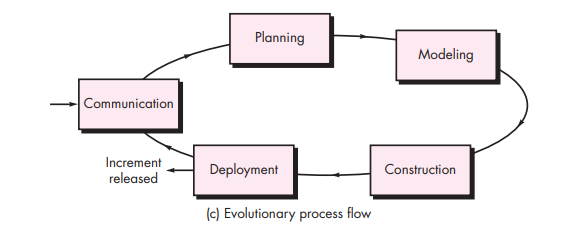 Planning
Modeling
Communication
Increment
released
Deployment
Construction
(c) Evolutionary process flow